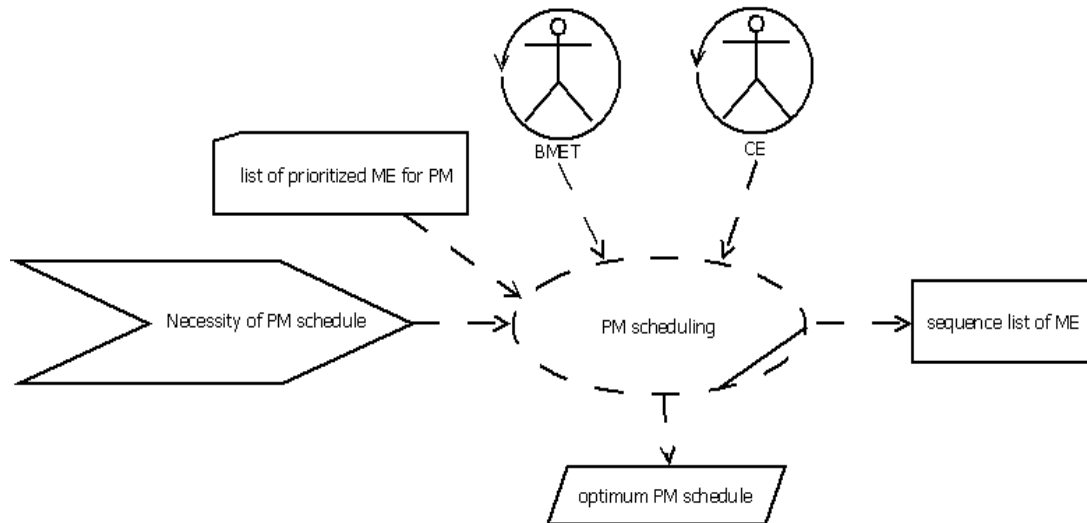 BMET
CE
list of prioritized ME for PM
Necessity of PM schedule
PM scheduling
sequence list of ME
optimum PM schedule